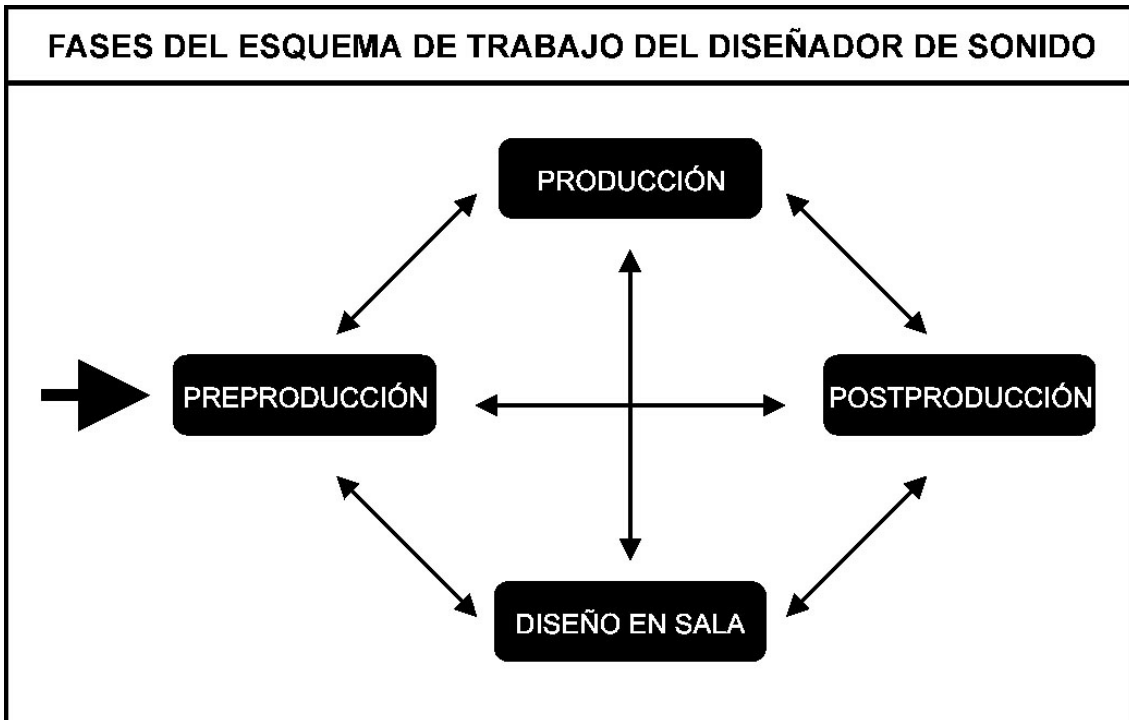 FASES DEL ESQUEMA DE TRABAJO DEL DISEÑADOR DE SONIDO
PRODUCCIÓN
PREPRODUCCIÓN
POSTPRODUCCIÓN
DISEÑO EN SALA